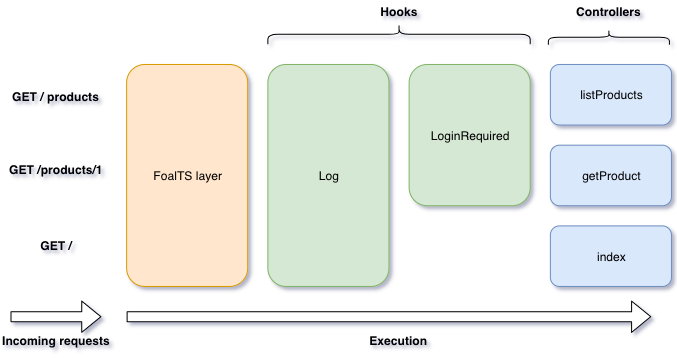 Hooks
Controllers
GET / products
listProducts
LoginRequired
GET /products/1
FoalTS layer
Log
getProduct
GET /
index
Incoming requests
Execution